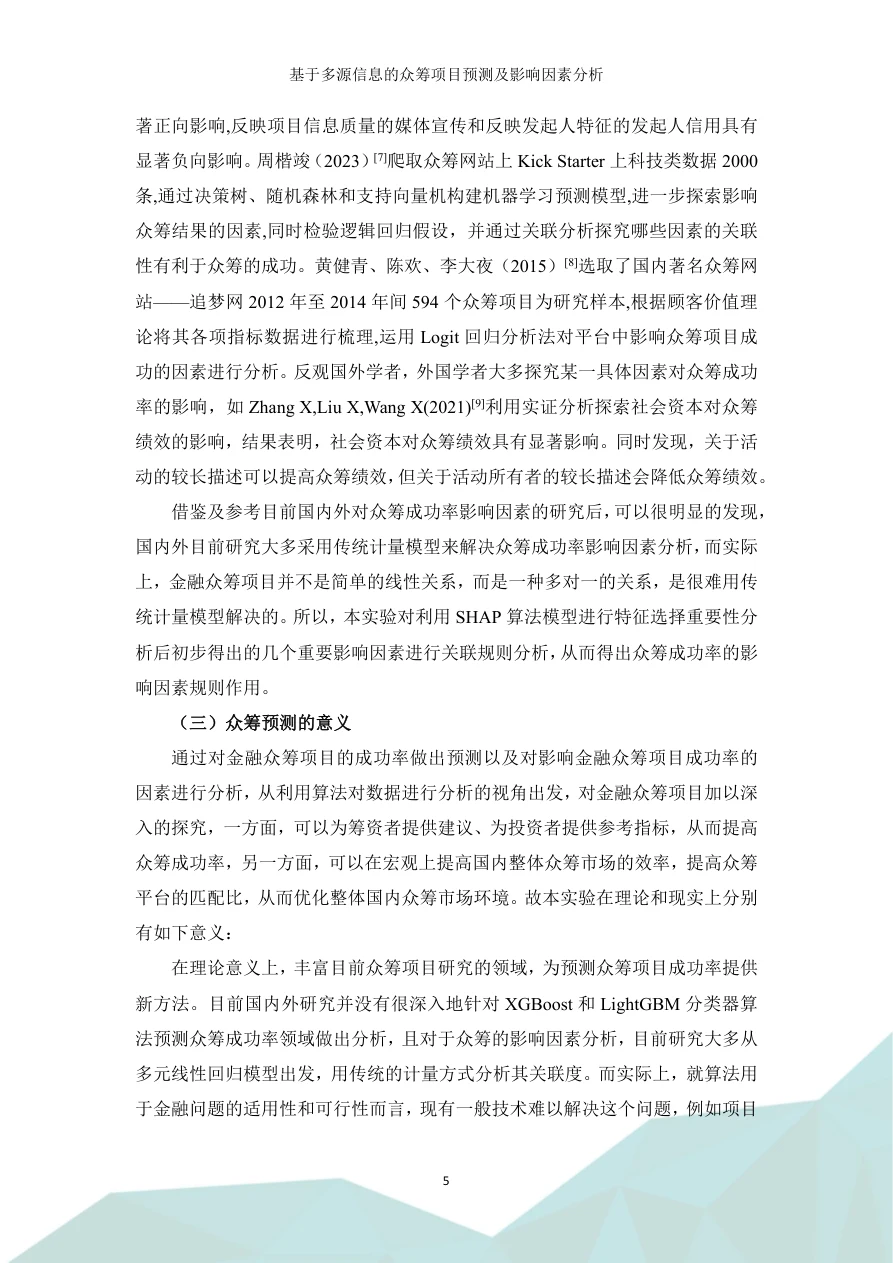 基于多源信息的众筹项目预测及影响因素分析
著正向影响,反映项目信息质量的媒体宣传和反映发起人特征的发起人信用具有
显著负向影响。周楷竣（2023）[7]爬取众筹网站上 Kick Starter 上科技类数据 2000
条,通过决策树、随机森林和支持向量机构建机器学习预测模型,进一步探索影响
众筹结果的因素,同时检验逻辑回归假设，并通过关联分析探究哪些因素的关联
性有利于众筹的成功。黄健青、陈欢、李大夜（2015）[8]选取了国内著名众筹网
站——追梦网 2012 年至 2014 年间 594 个众筹项目为研究样本,根据顾客价值理
论将其各项指标数据进行梳理,运用 Logit 回归分析法对平台中影响众筹项目成
功的因素进行分析。反观国外学者，外国学者大多探究某一具体因素对众筹成功
率的影响，如 Zhang X,Liu X,Wang X(2021)[9]利用实证分析探索社会资本对众筹
绩效的影响，结果表明，社会资本对众筹绩效具有显著影响。同时发现，关于活
动的较长描述可以提高众筹绩效，但关于活动所有者的较长描述会降低众筹绩效。
借鉴及参考目前国内外对众筹成功率影响因素的研究后，可以很明显的发现，
国内外目前研究大多采用传统计量模型来解决众筹成功率影响因素分析，而实际
上，金融众筹项目并不是简单的线性关系，而是一种多对一的关系，是很难用传
统计量模型解决的。所以，本实验对利用 SHAP 算法模型进行特征选择重要性分
析后初步得出的几个重要影响因素进行关联规则分析，从而得出众筹成功率的影
响因素规则作用。
（三）众筹预测的意义
通过对金融众筹项目的成功率做出预测以及对影响金融众筹项目成功率的
因素进行分析，从利用算法对数据进行分析的视角出发，对金融众筹项目加以深
入的探究，一方面，可以为筹资者提供建议、为投资者提供参考指标，从而提高
众筹成功率，另一方面，可以在宏观上提高国内整体众筹市场的效率，提高众筹
平台的匹配比，从而优化整体国内众筹市场环境。故本实验在理论和现实上分别
有如下意义：
在理论意义上，丰富目前众筹项目研究的领域，为预测众筹项目成功率提供
新方法。目前国内外研究并没有很深入地针对 XGBoost 和 LightGBM 分类器算
法预测众筹成功率领域做出分析，且对于众筹的影响因素分析，目前研究大多从
多元线性回归模型出发，用传统的计量方式分析其关联度。而实际上，就算法用
于金融问题的适用性和可行性而言，现有一般技术难以解决这个问题，例如项目
5